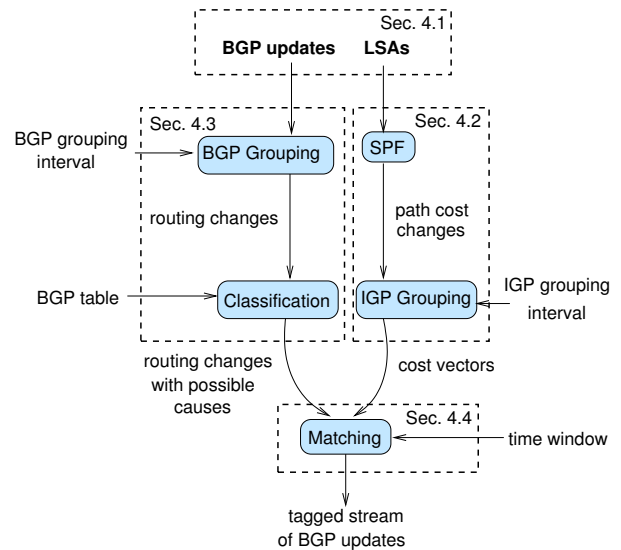 Sec. 4.1
BGP updates LSAs
Sec. 4.3
Sec. 4.2
BGP grouping
interval
BGP Grouping
SPF
routing changes
path cost
changes
BGP table
Classification
IGP Grouping
IGP grouping
interval
routing changes
with possible
causes
cost vectors
Sec. 4.4
Matching
time window
tagged stream
of BGP updates